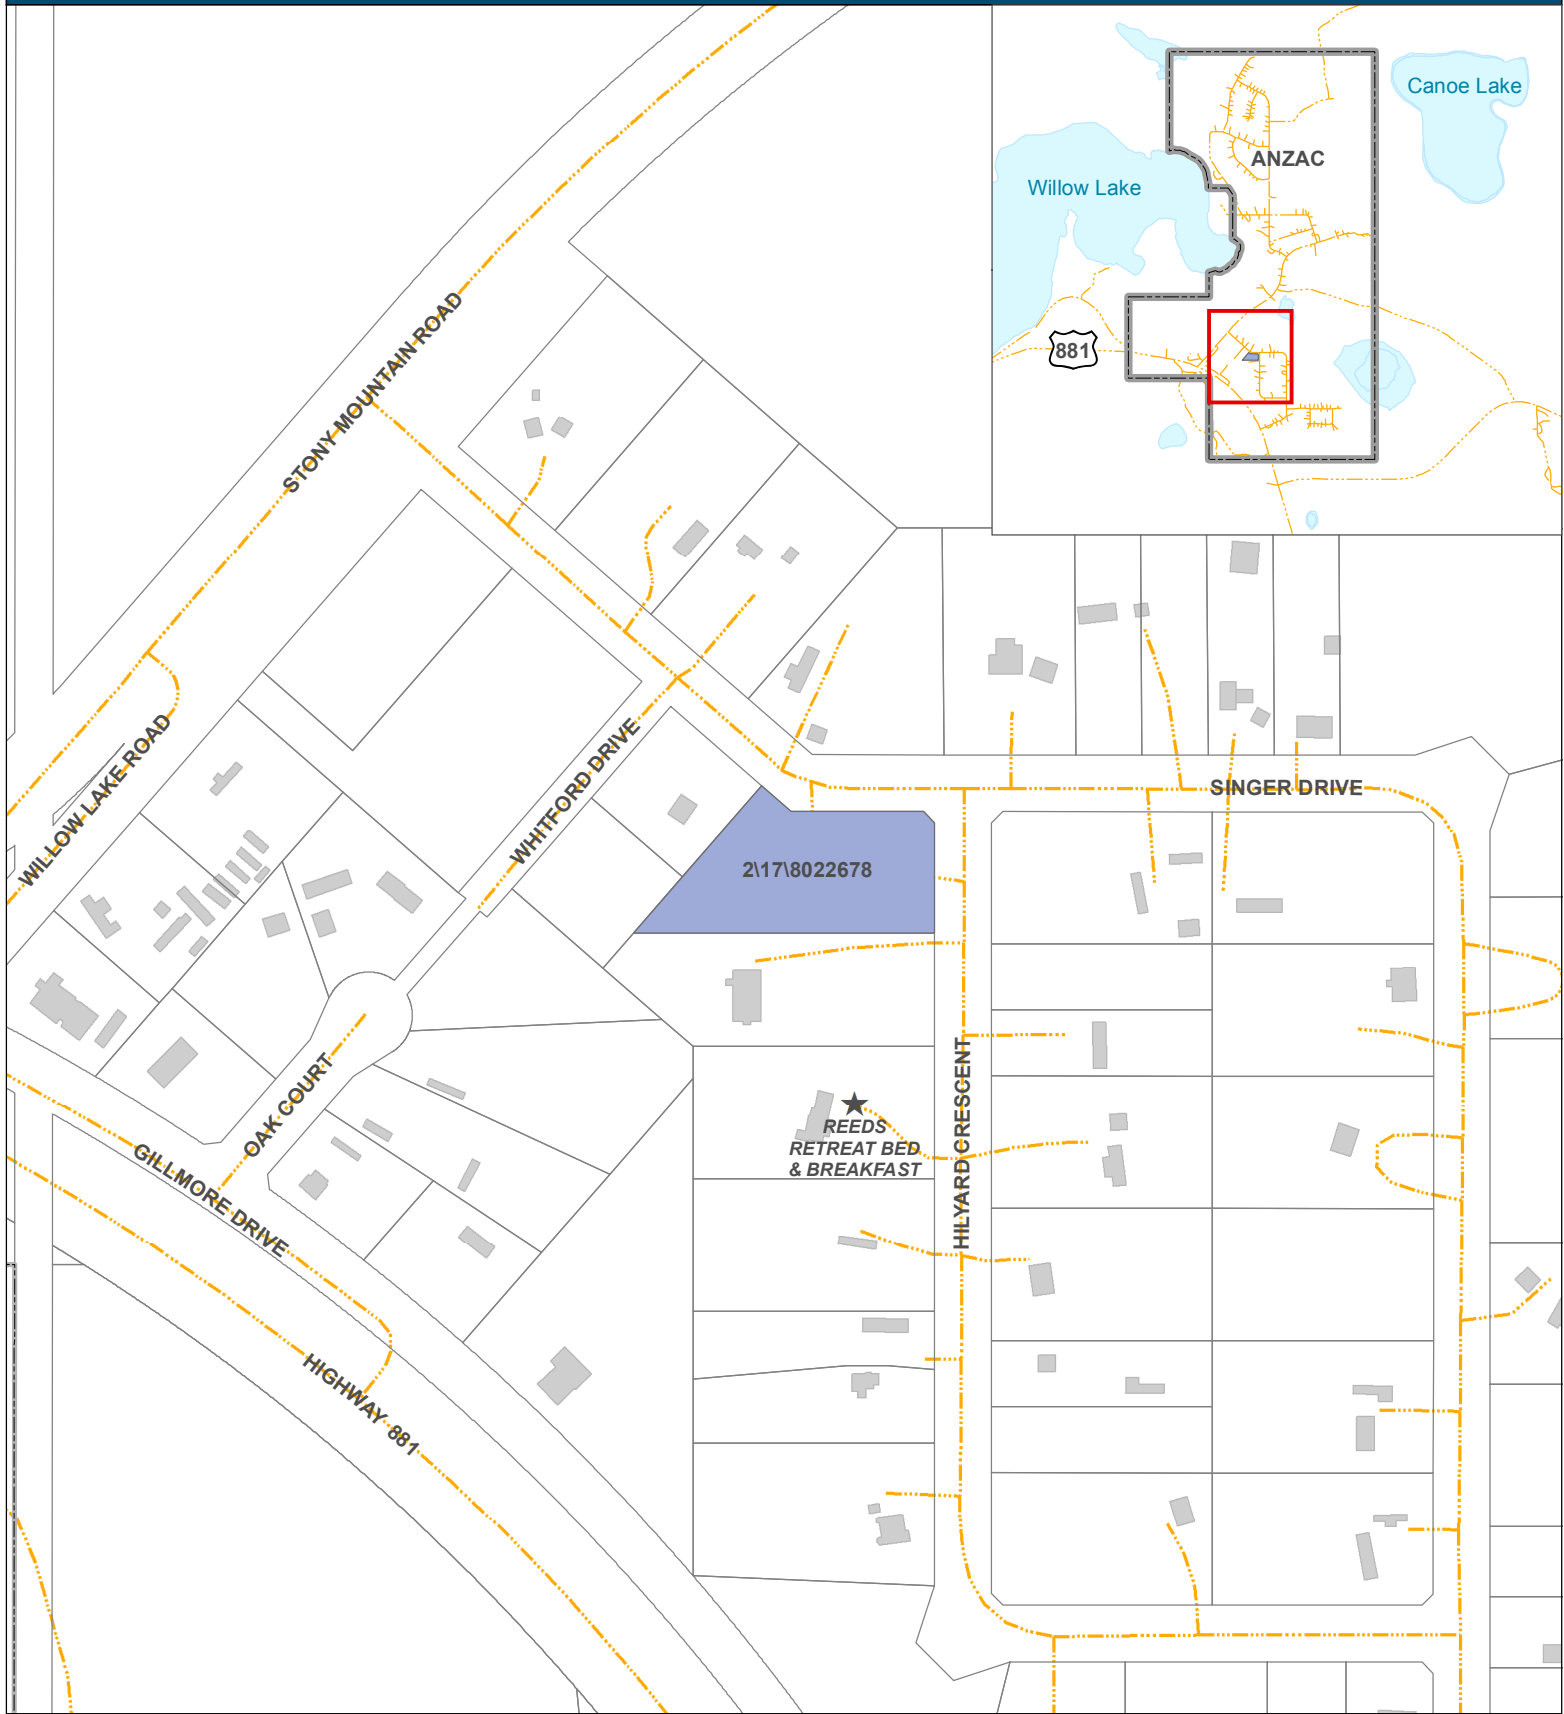 Canoe Lake
ANZAC
Willow Lake
881
STONY MOUNTAIN ROAD
WILLOW LAKE ROAD
WHITFORD DRIVE
SINGER DRIVE
2\17\8022678
HILYARD CRESCENT
OAK COURT
REEDS
RETREAT BED
& BREAKFAST
GILLMORE DRIVE
HIGHWAY 881